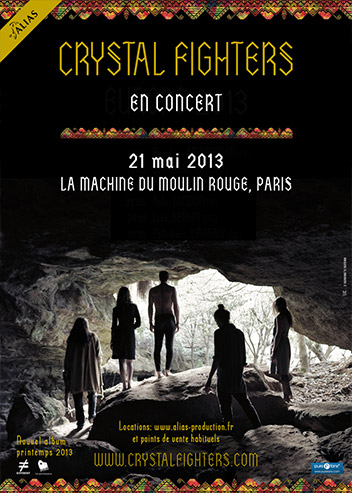 ALIAS
CRYSTAL FIGHTERS
EN CONCERT
21 mai 2013
LA MACHINE DU MOULIN ROUGE, PARIS
Locations: www.alias-production.fr
et points de vente habituels
Nouvel album
printemps 2013
WWW.CRYSTALFIGHTERS.COM